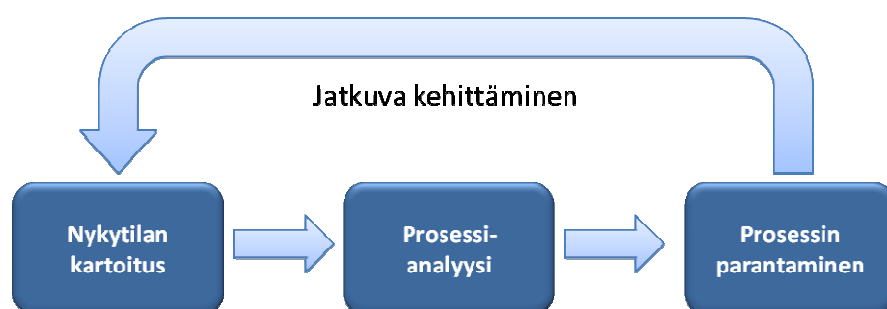 Jatkuva kehittäminen
Nykytilan
kartoitus
Prosessi-
analyysi
Prosessin
parantaminen